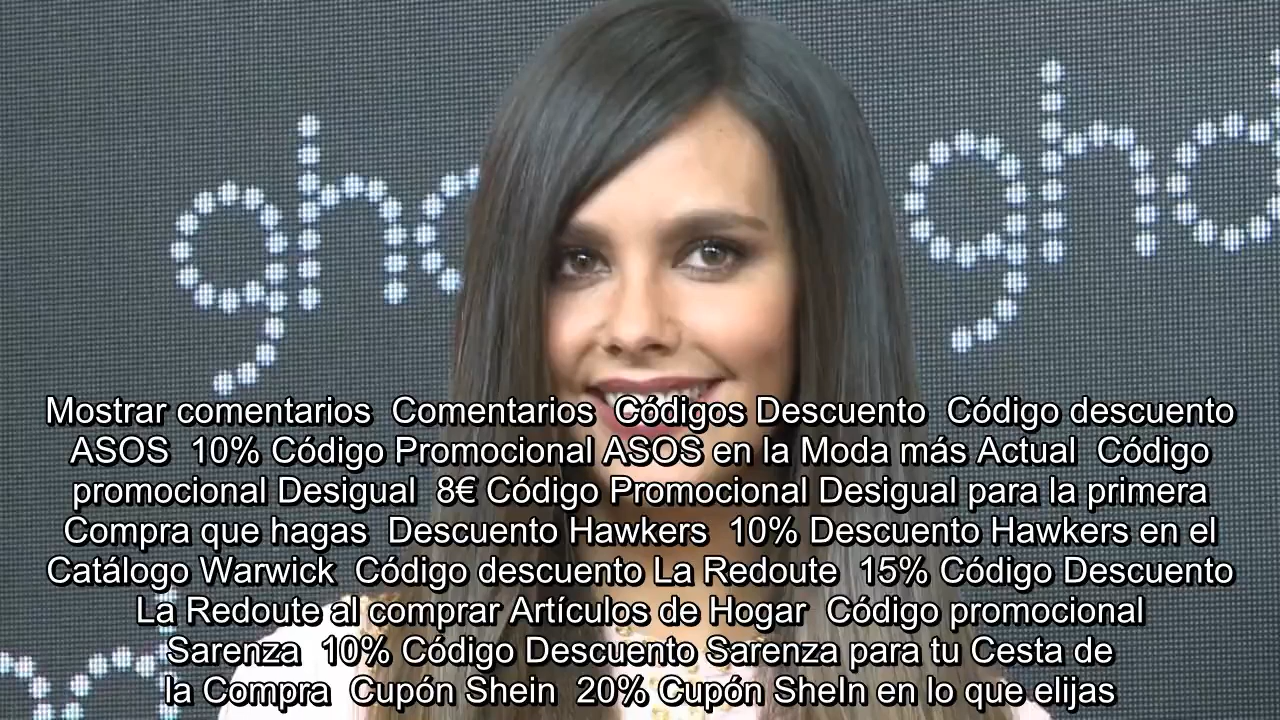 ghd
ghd
Mostrar comentarios Comentarios Códigos Descuento Código descuento
ASOS 10% Código Promocional ASOS en la Moda más Actual Código
promocional Desigual 8€ Código Promocional Desigual para la primera
Compra que hagas Descuento Hawkers 10% Descuento Hawkers en el
Catálogo Warwick Código descuento La Redoute 15% Código Descuento
La Redoute al comprar Artículos de Hogar Código promocional
Sarenza 10% Código Descuento Sarenza para tu Cesta de
la Compra Cupón Shein 20% Cupón SheIn en lo que elijas